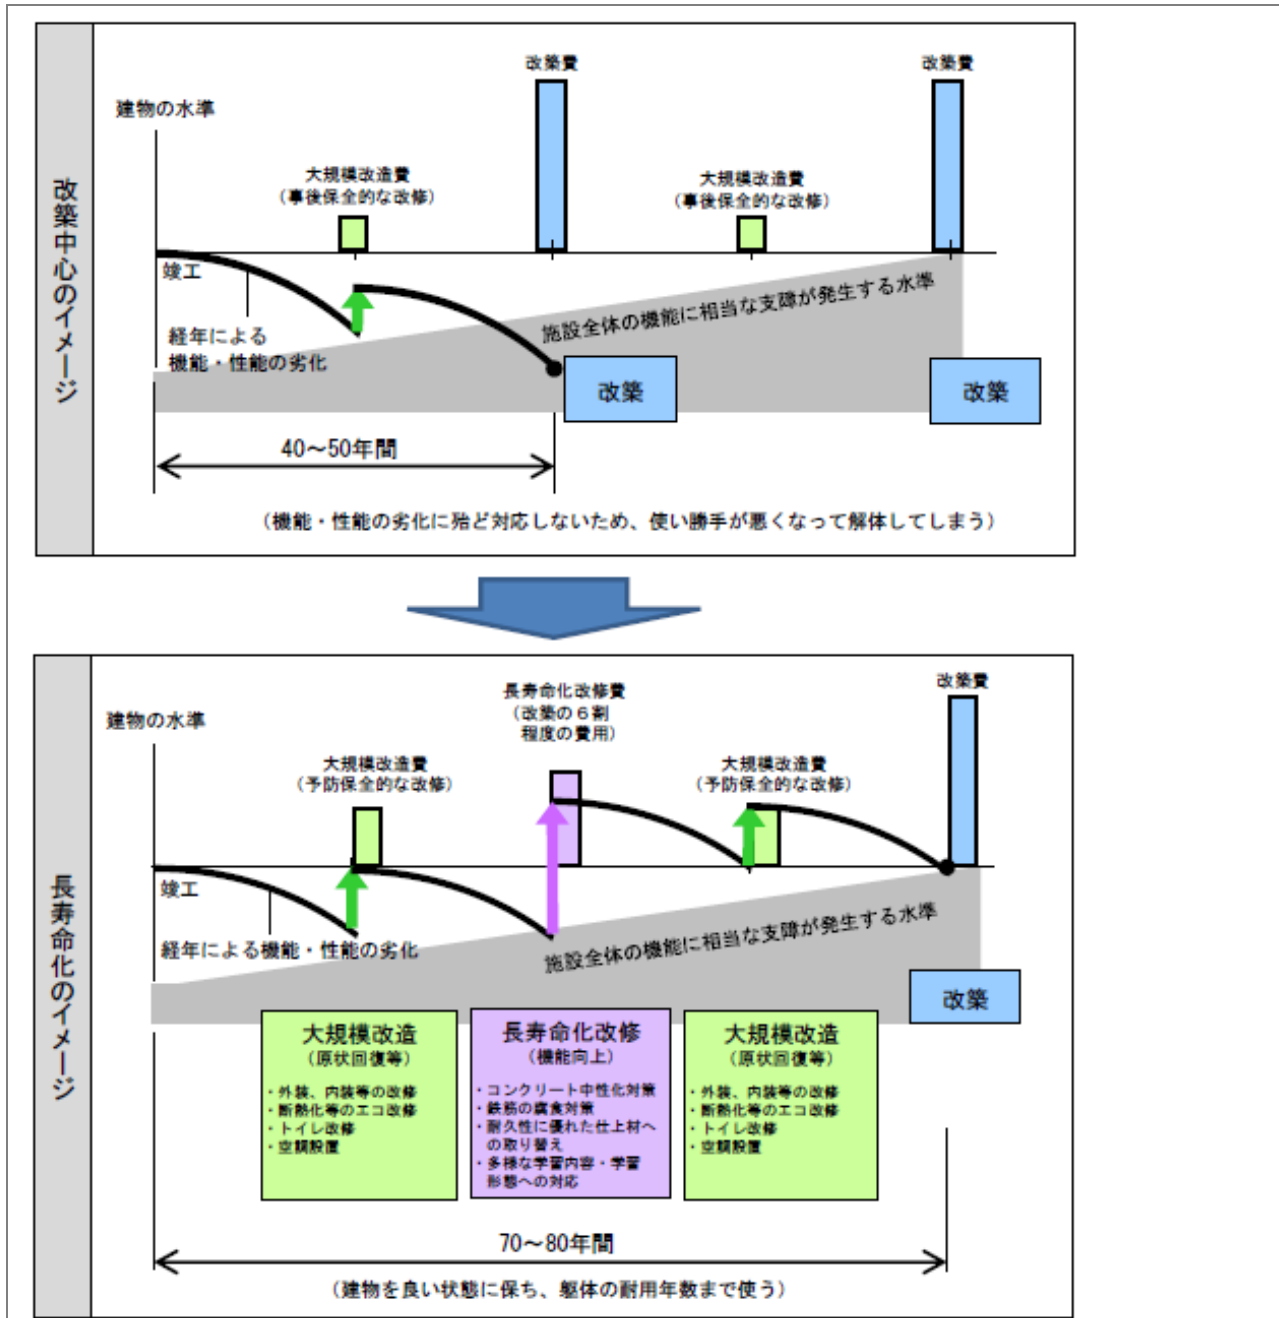 改築中心のイメージ
改築費
改築費
建物の水準
大規模改造費
（事後保全的な改修）
大規模改造費
（事後保全的な改修）
竣工
経年による
機能・性能の劣化
施設全体の機能に相当な支障が発生する水準
改築
改築
40～50年間
（機能・性能の劣化に殆ど対応しないため、使い勝手が悪くなって解体してしまう）
長寿命化のイメージ
改築費
長寿命化改修費
（改築の６割
程度の費用）
建物の水準
大規模改造費
（予防保全的な改修）
大規模改造費
（予防保全的な改修）
竣工
経年による機能・性能の劣化
施設全体の機能に相当な支障が発生する水準
改築
大規模改造
（原状回復等）
・外装、内装等の改修
・断熱化等のエコ改修
・トイレ改修
・空調設置
長寿命化改修
（機能向上）
・コンクリート中性化対策
・鉄筋の腐食対策
・耐久性に優れた仕上材へ
の取り替え
・多様な学習内容・学習
形態への対応
大規模改造
（原状回復等）
・外装、内装等の改修
・断熱化等のエコ改修
・トイレ改修
・空調設置
70～80年間
（建物を良い状態に保ち、躯体の耐用年数まで使う）